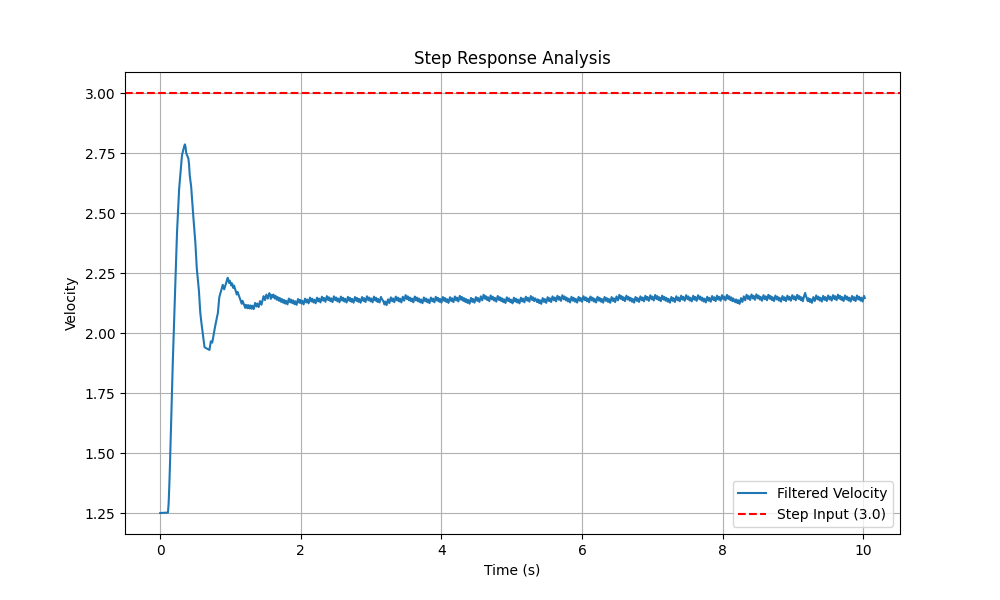 Step Response Analysis
3.00
2.75
2.50
2.25
2.00
1.75
1.50
1.25
Velocity
Filtered Velocity
Step Input (3.0)
0 2 4 6 8 10
Time (s)